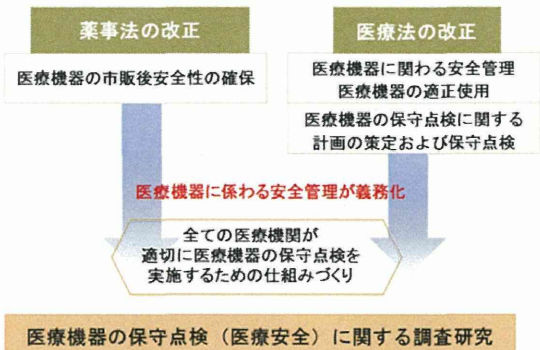 薬事法の改正
医療機器の市販後安全性の確保
医療法の改正
医療機器に関わる安全管理
医療機器の適正使用
医療機器の保守点検に関する
計画の策定および保守点検
医療機器に係わる安全管理が義務化
全ての医療機関が
適切に医療機器の保守点検を
実施するための仕組みづくり
医療機器の保守点検（医療安全）に関する調査研究